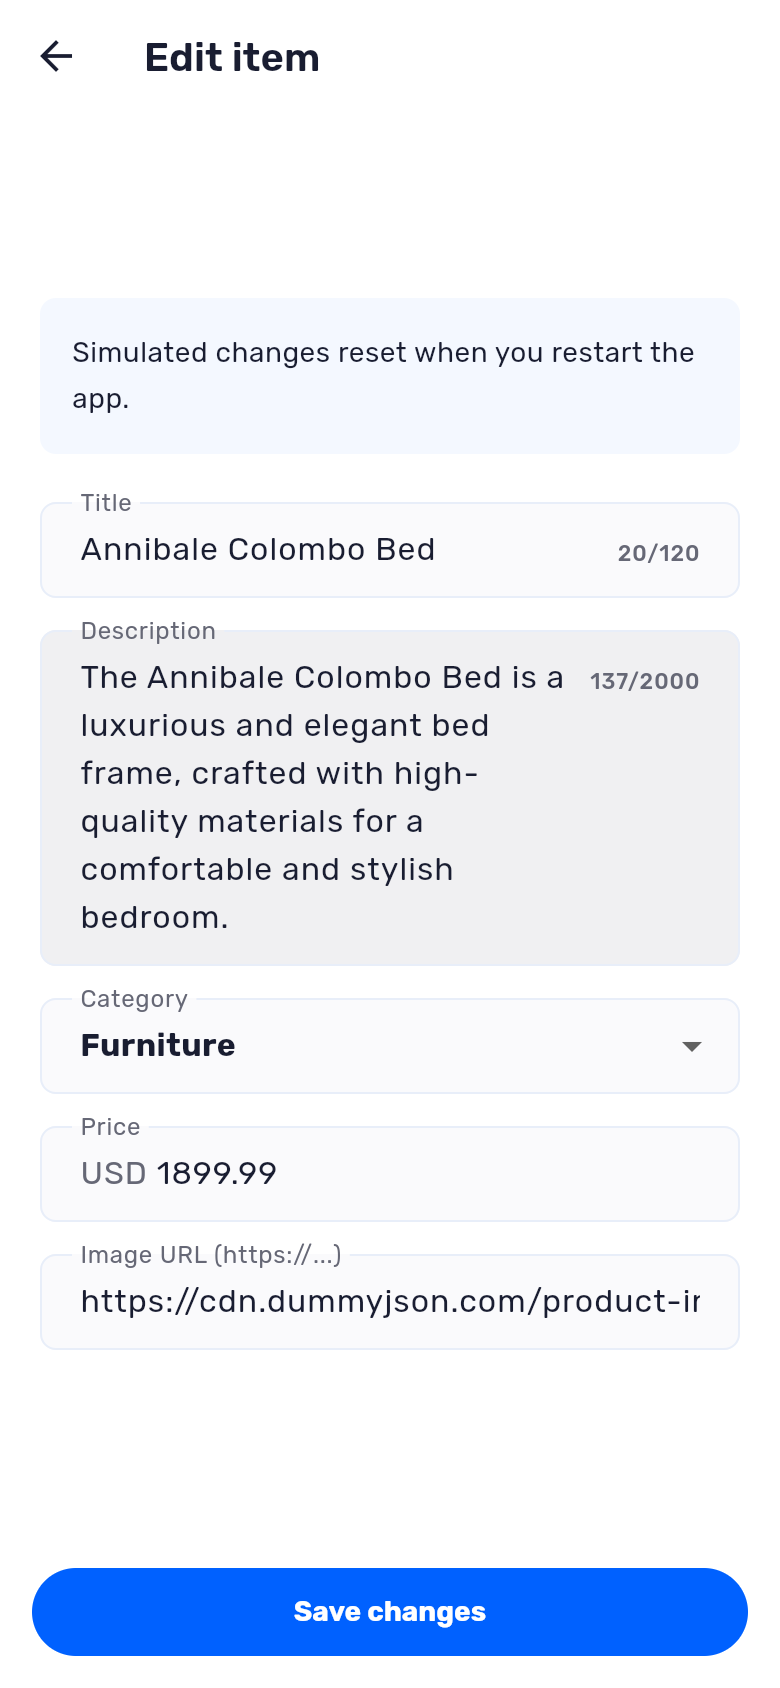 Edit item
Simulated changes reset when you restart the
app.
Title
Annibale Colombo Bed
20/120
Description
The Annibale Colombo Bed is a
137/2000
luxurious and elegant bed
frame, crafted with high-
quality materials for a
comfortable and stylish
bedroom.
Category
Furniture
Price
USD 1899.99
Image URL (https://...)
https://cdn.dummyjson.com/product-ir
Save changes